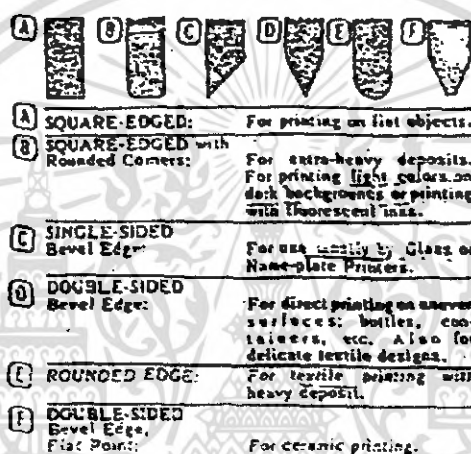 A B C D E F
A SQUARE-EDGED: For printing on flat objects.
B SQUARE-EDGED with
Rounded Corners: For extra-heavy deposits.
For printing light colors on
dark backgrounds or printing
with fluorescent inks.
C SINGLE-SIDED
Bevel Edge: For use by Glass or
Name-plate Printers.
D DOUBLE-SIDED
Bevel Edge: For direct printing on uneven
surfaces: bottles, con-
tainers, etc. Also for
delicate textile designs.
E ROUNDED EDGE: For textile printing with
heavy deposit.
F DOUBLE-SIDED
Bevel Edge,
Flat Point: For ceramic printing.